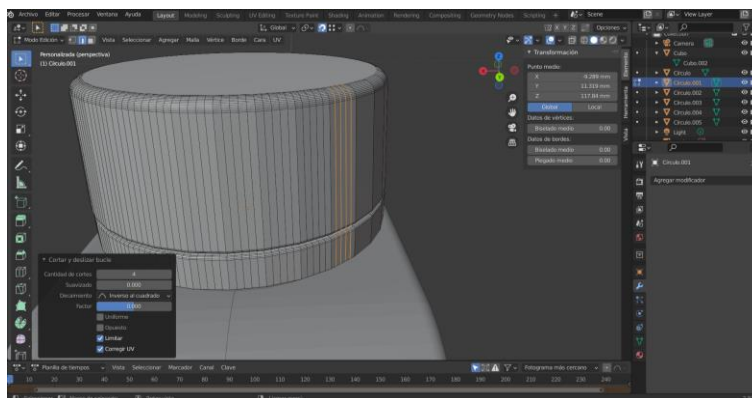 Archivo Editar Procesar Ventana Ayuda Layout Modeling Sculpting UV Editing Texture Paint Shading Animation Rendering Compositing Geometry Nodes Scripting + Scene View Layer
Global Opciones
Modo Edición Vista Seleccionar Agregar Malla Vértice Borde Cara UV X Y Z
Personalizada (perspectiva)
(1) Círculo.001
Transformación
Punto medio:
X -9.289 mm
Y 11.319 mm
Z 117.64 mm
Global Local
Datos de vértices:
Biselado medio 0.00
Datos de bordes:
Biselado medio 0.00
Plegado medio 0.00
Elemento
Herramienta
Vista
Camera
Cubo
Cubo.002
Círculo
Círculo.001
Círculo.002
Círculo.003
Círculo.004
Círculo.005
Light
Círculo.001
Agregar modificador
Cortar y deslizar bucle
Cantidad de cortes 4
Suavizado 0.000
Decaimiento Inverso al cuadrado
Factor 0.000
Uniforme
Opuesto
Limitar
Corregir UV
Planilla de tiempos Vista Seleccionar Marcador Canal Clave Fotograma más cercano
10 20 30 40 50 60 70 80 90 100 110 120 130 140 150 160 170 180 190 200 210 220 230 240